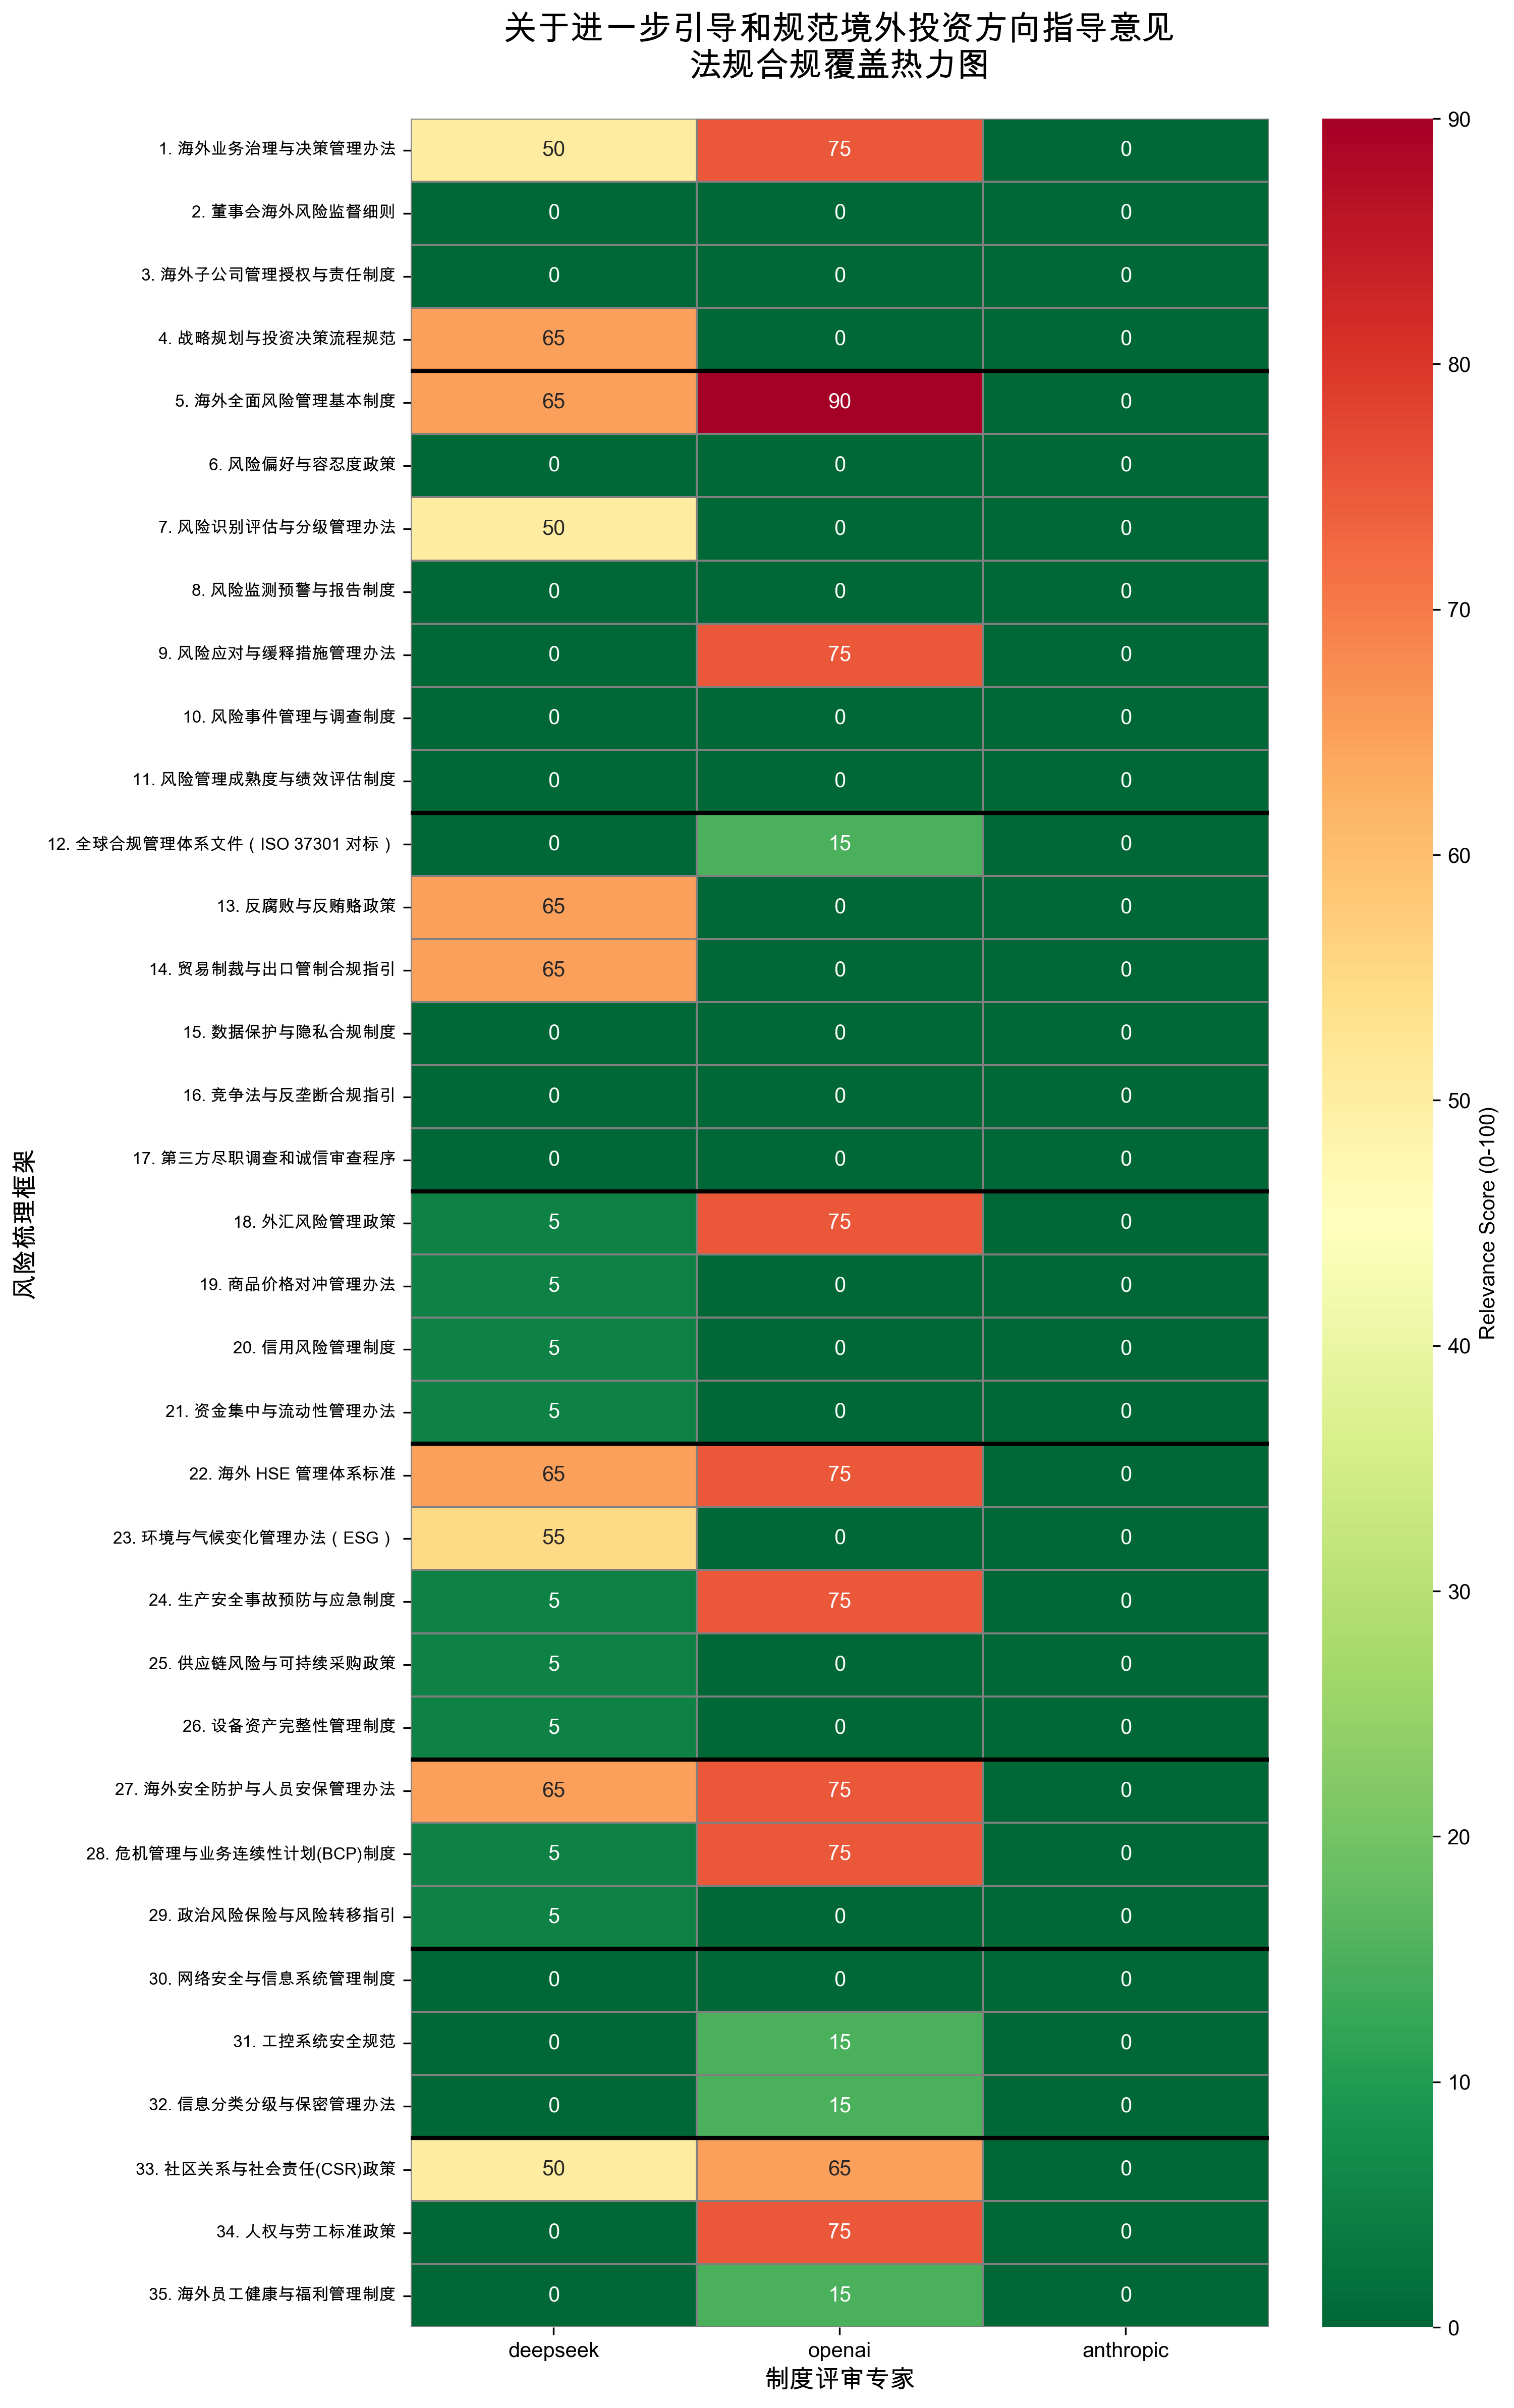 关于进一步引导和规范境外投资方向指导意见
法规合规覆盖热力图
风险梳理框架
1. 海外业务治理与决策管理办法 50 75 0
2. 董事会海外风险监督细则 0 0 0
3. 海外子公司管理授权与责任制度 0 0 0
4. 战略规划与投资决策流程规范 65 0 0
5. 海外全面风险管理基本制度 65 90 0
6. 风险偏好与容忍度政策 0 0 0
7. 风险识别评估与分级管理办法 50 0 0
8. 风险监测预警与报告制度 0 0 0
9. 风险应对与缓释措施管理办法 0 75 0
10. 风险事件管理与调查制度 0 0 0
11. 风险管理成熟度与绩效评估制度 0 0 0
12. 全球合规管理体系文件（ISO 37301 对标） 0 15 0
13. 反腐败与反贿赂政策 65 0 0
14. 贸易制裁与出口管制合规指引 65 0 0
15. 数据保护与隐私合规制度 0 0 0
16. 竞争法与反垄断合规指引 0 0 0
17. 第三方尽职调查和诚信审查程序 0 0 0
18. 外汇风险管理政策 5 75 0
19. 商品价格对冲管理办法 5 0 0
20. 信用风险管理制度 5 0 0
21. 资金集中与流动性管理办法 5 0 0
22. 海外 HSE 管理体系标准 65 75 0
23. 环境与气候变化管理办法（ESG） 55 0 0
24. 生产安全事故预防与应急制度 5 75 0
25. 供应链风险与可持续采购政策 5 0 0
26. 设备资产完整性管理制度 5 0 0
27. 海外安全防护与人员安保管理办法 65 75 0
28. 危机管理与业务连续性计划(BCP)制度 5 75 0
29. 政治风险保险与风险转移指引 5 0 0
30. 网络安全与信息系统管理制度 0 0 0
31. 工控系统安全规范 0 15 0
32. 信息分类分级与保密管理办法 0 15 0
33. 社区关系与社会责任(CSR)政策 50 65 0
34. 人权与劳工标准政策 0 75 0
35. 海外员工健康与福利管理制度 0 15 0
deepseek openai anthropic
制度评审专家
90
80
70
60
50
40
30
20
10
0
Relevance Score (0-100)